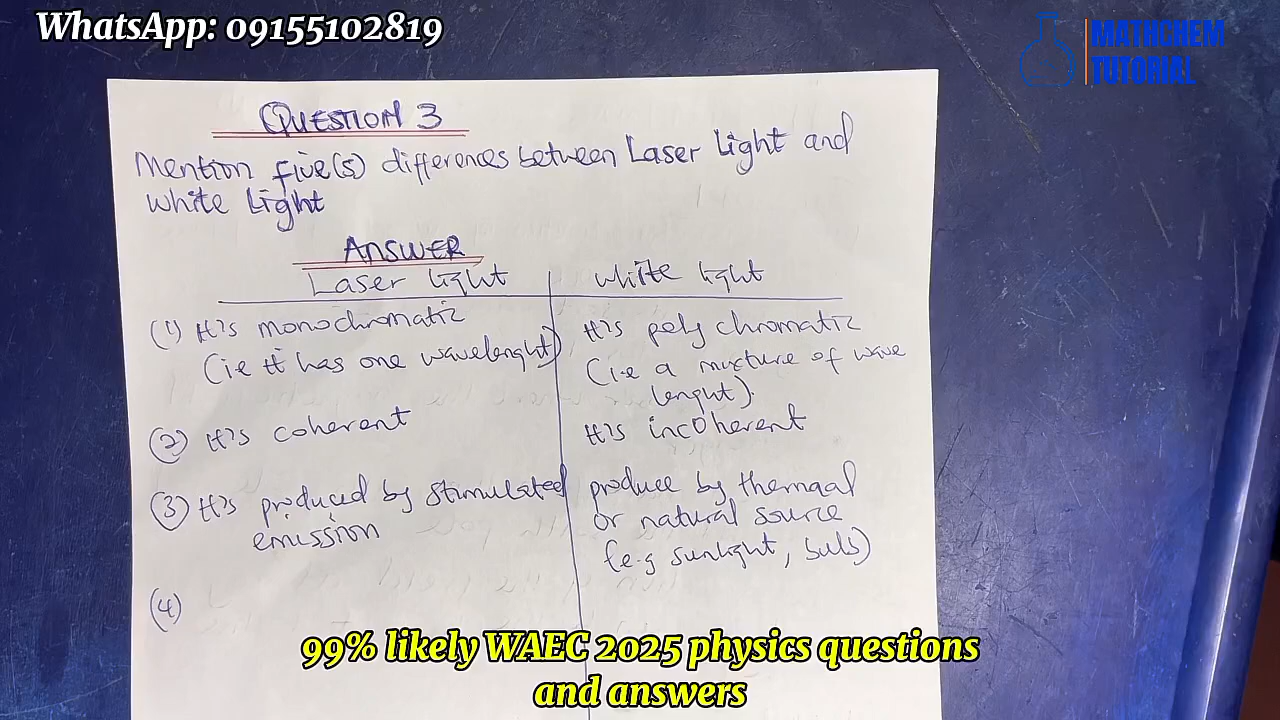 WhatsApp: 09155102819
MATHCHEM
TUTORIAL
QUESTION 3
Mention five(5) differences between Laser Light and
white Light
ANSWER
Laser light
white light
(1) It's monochromatic
(i.e it has one wavelenght)
It's poly chromatic
(i.e a mixture of wave
lenght).
(2) It's coherent
It's incoherent
(3) It's produced by stimulated
emission
produce by thermaal
or natural source
(e.g sunlight, bulb)
(4)
99% likely WAEC 2025 physics questions
and answers